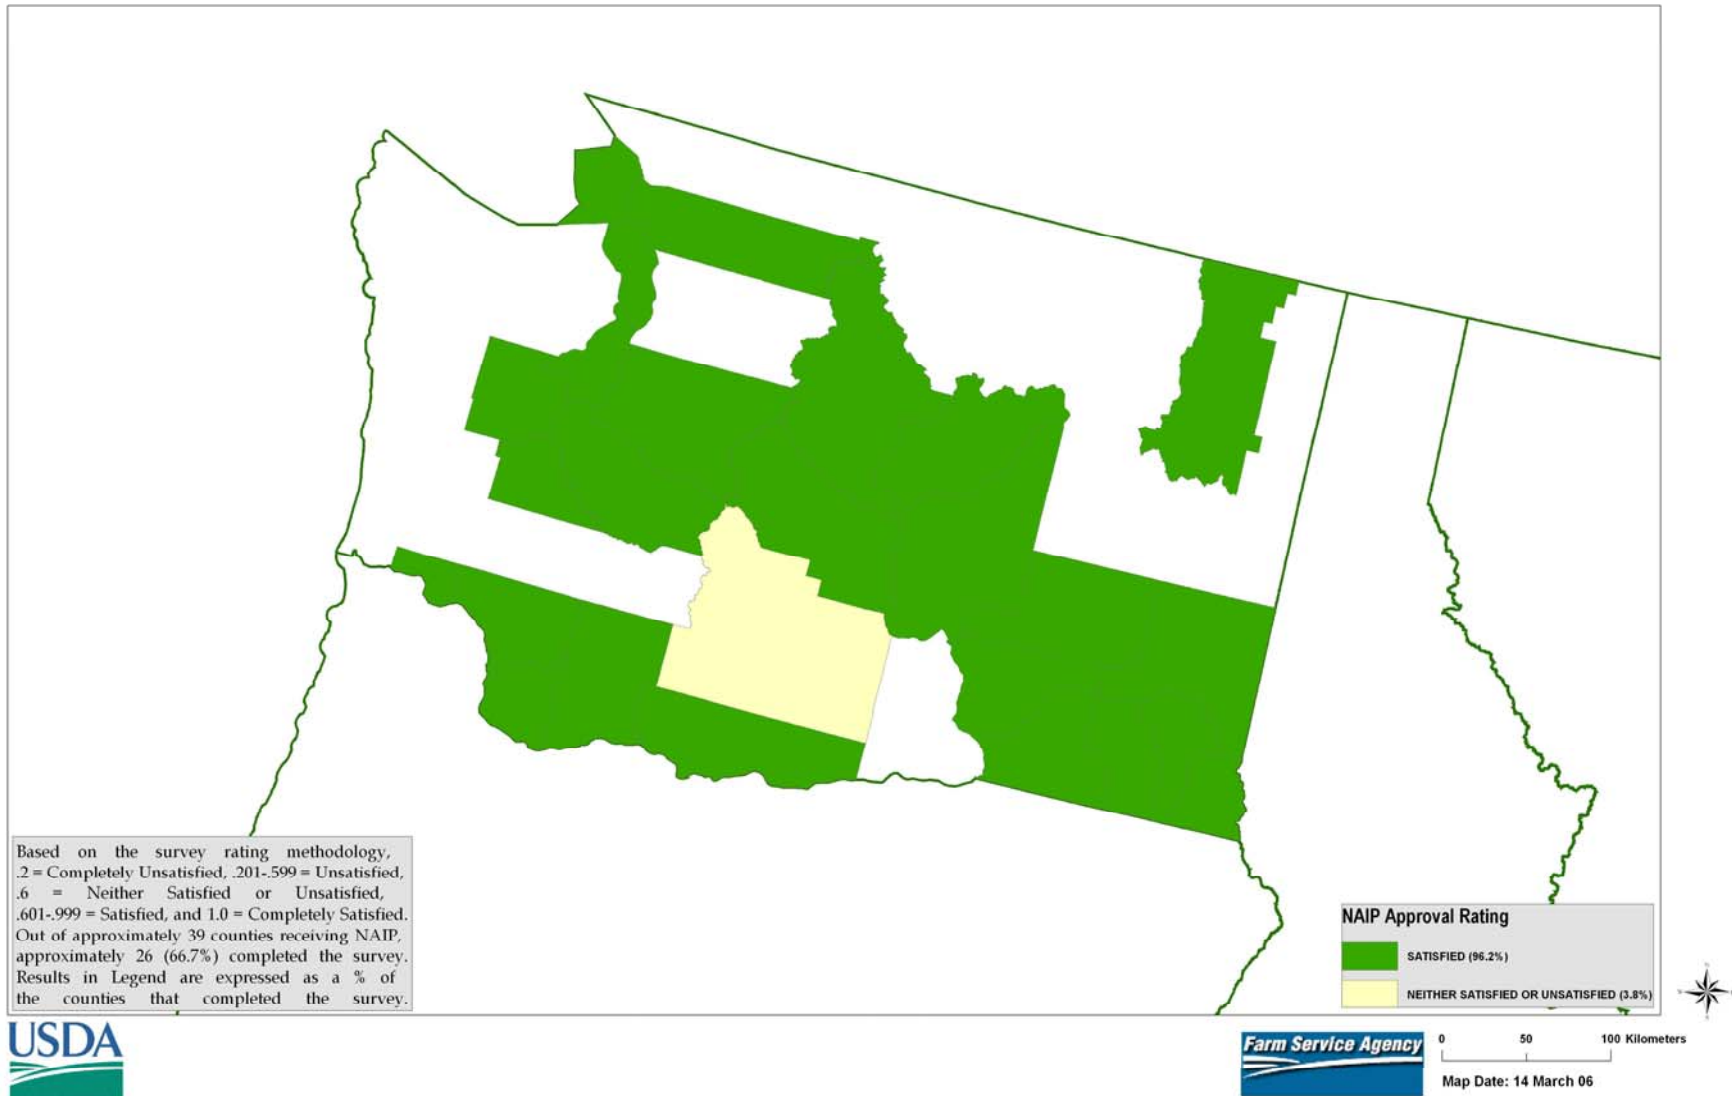 Based on the survey rating methodology,
.2 = Completely Unsatisfied, .201-.599 = Unsatisfied,
.6 = Neither Satisfied or Unsatisfied,
.601-.999 = Satisfied, and 1.0 = Completely Satisfied.
Out of approximately 39 counties receiving NAIP,
approximately 26 (66.7%) completed the survey.
Results in Legend are expressed as a % of
the counties that completed the survey.
NAIP Approval Rating
SATISFIED (96.2%)
NEITHER SATISFIED OR UNSATISFIED (3.8%)
USDA
Farm Service Agency
0 50 100 Kilometers
Map Date: 14 March 06